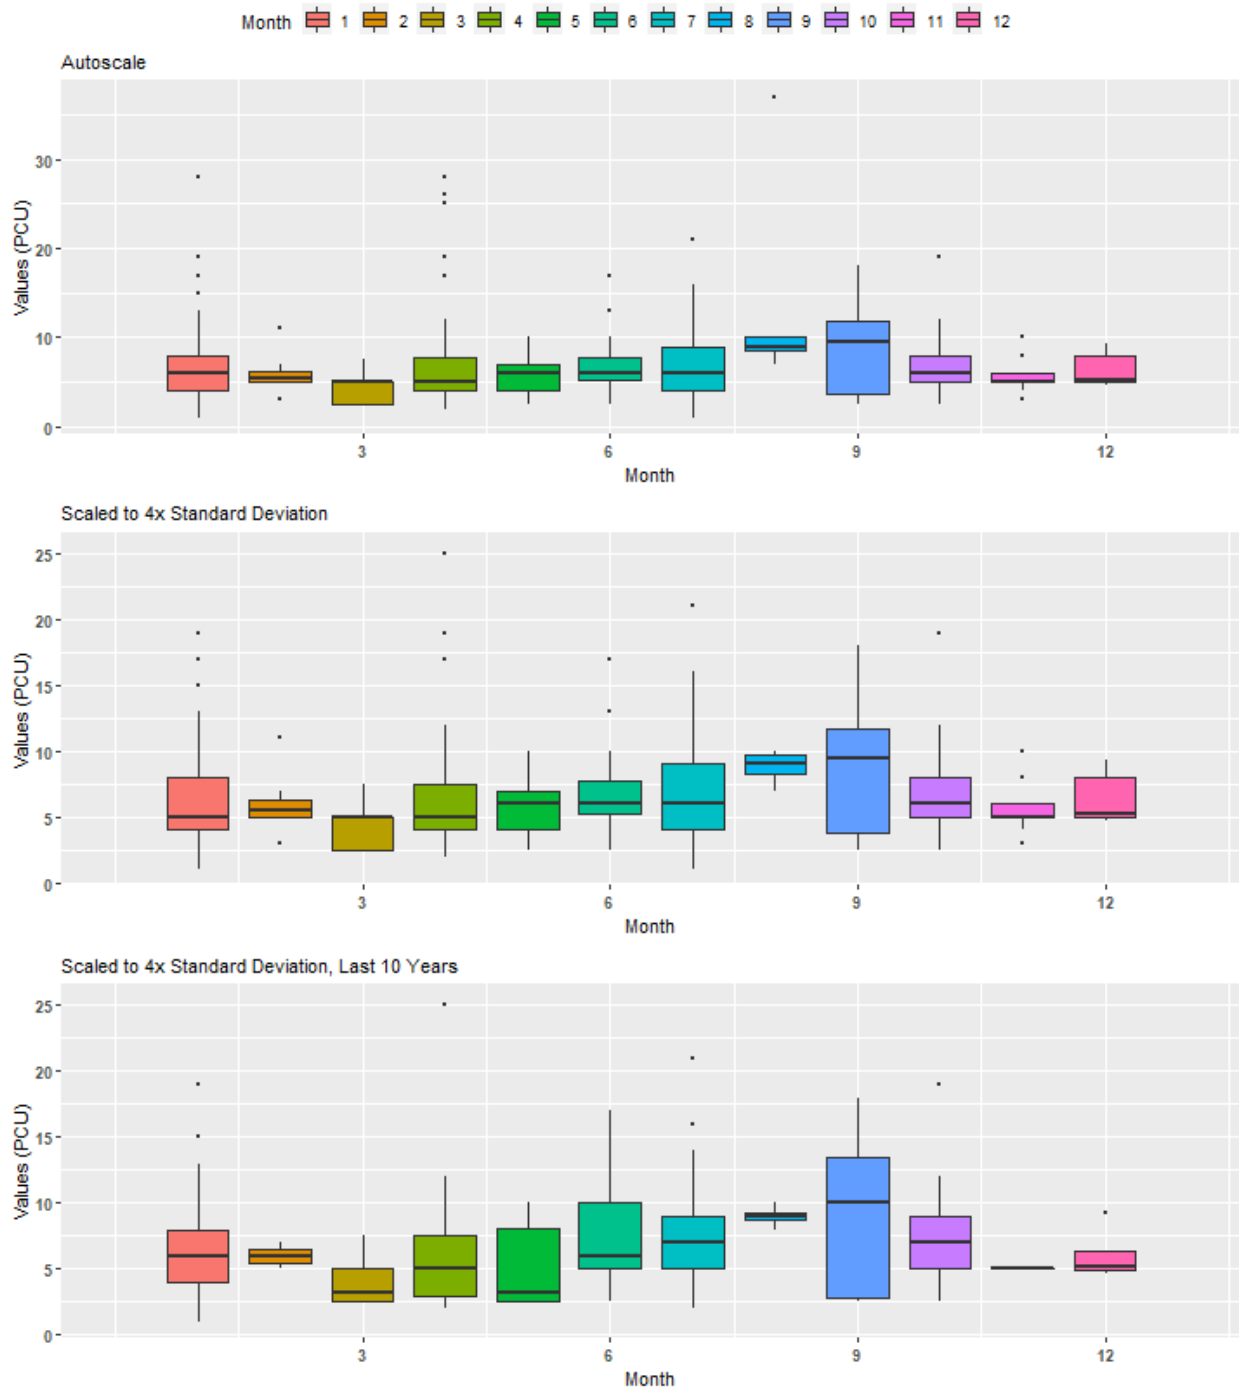 Month 1 2 3 4 5 6 7 8 9 10 11 12
Autoscale
30
20
10
0
Values (PCU)
3 6 9 12
Month
Scaled to 4x Standard Deviation
25
20
15
10
5
0
Values (PCU)
3 6 9 12
Month
Scaled to 4x Standard Deviation, Last 10 Years
25
20
15
10
5
0
Values (PCU)
3 6 9 12
Month